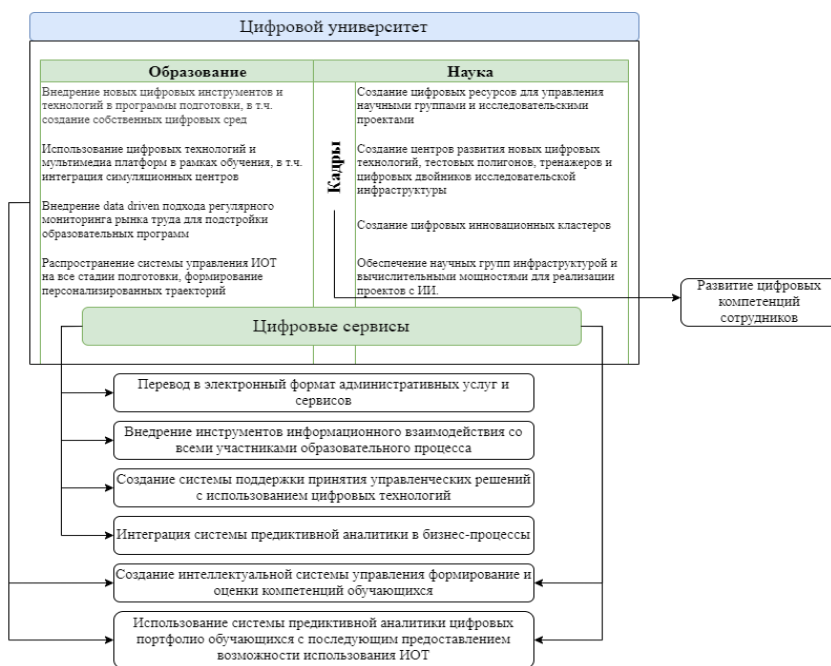 Цифровой университет
Образование
Внедрение новых цифровых инструментов и
технологий в программы подготовки, в т.ч.
создание собственных цифровых сред
Использование цифровых технологий и
мультимедиа платформ в рамках обучения, в т.ч.
интеграция симуляционных центров
Внедрение data driven подхода регулярного
мониторинга рынка труда для подстройки
образовательных программ
Распространение системы управления ИОТ
на все стадии подготовки, формирование
персонализированных траекторий
Кадры
Наука
Создание цифровых ресурсов для управления
научными группами и исследовательскими
проектами
Создание центров развития новых цифровых
технологий, тестовых полигонов, тренажеров и
цифровых двойников исследовательской
инфраструктуры
Создание цифровых инновационных кластеров
Обеспечение научных групп инфраструктурой и
вычислительными мощностями для реализации
проектов с ИИ.
Развитие цифровых
компетенций
сотрудников
Цифровые сервисы
Перевод в электронный формат административных услуг и
сервисов
Внедрение инструментов информационного взаимодействия со
всеми участниками образовательного процесса
Создание системы поддержки принятия управленческих решений
с использованием цифровых технологий
Интеграция системы предиктивной аналитики в бизнес-процессы
Создание интеллектуальной системы управления формирование и
оценки компетенций обучающихся
Использование системы предиктивной аналитики цифровых
портфолио обучающихся с последующим предоставлением
возможности использования ИОТ